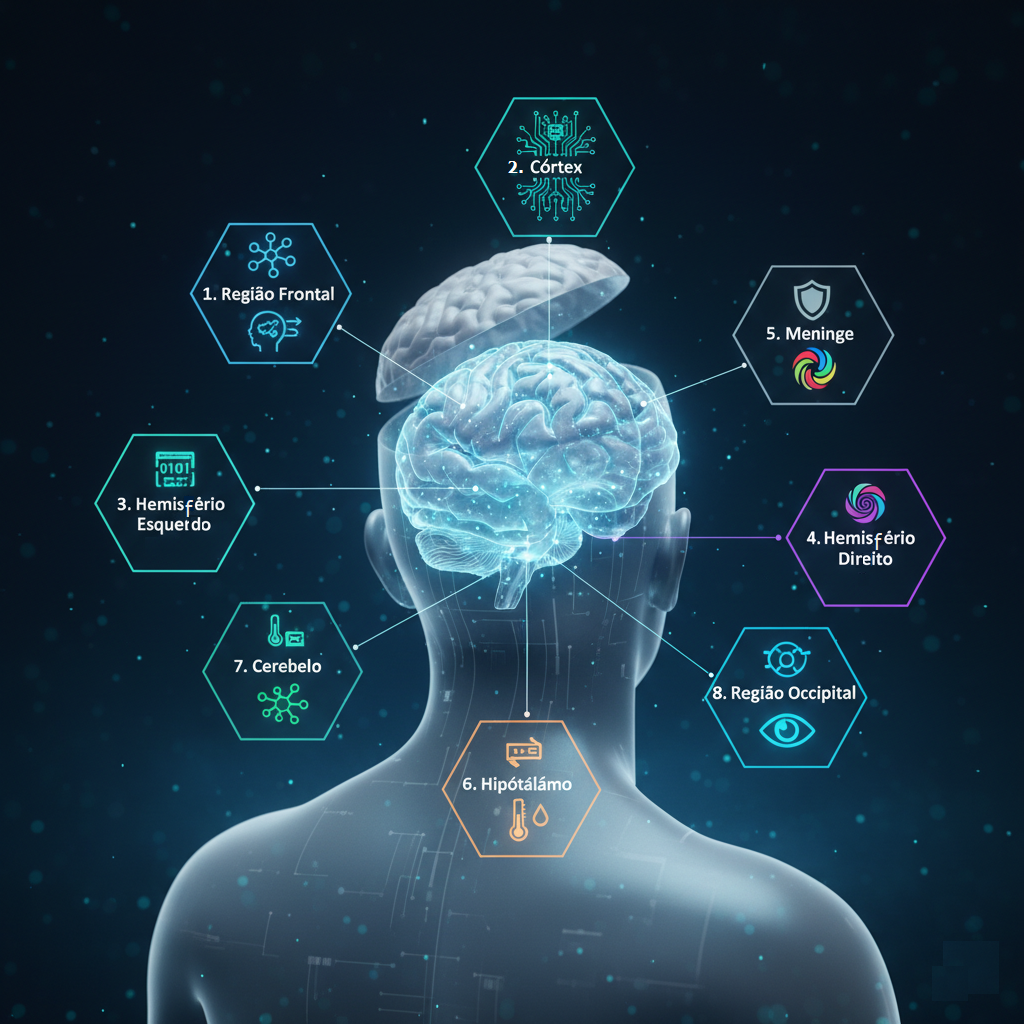 2. Córtex
1. Região Frontal
5. Meninge
0101
3. Hemisfério
Esquerdo
4. Hemisfério
Direito
7. Cerebelo
8. Região Occipital
6. Hipótálámo